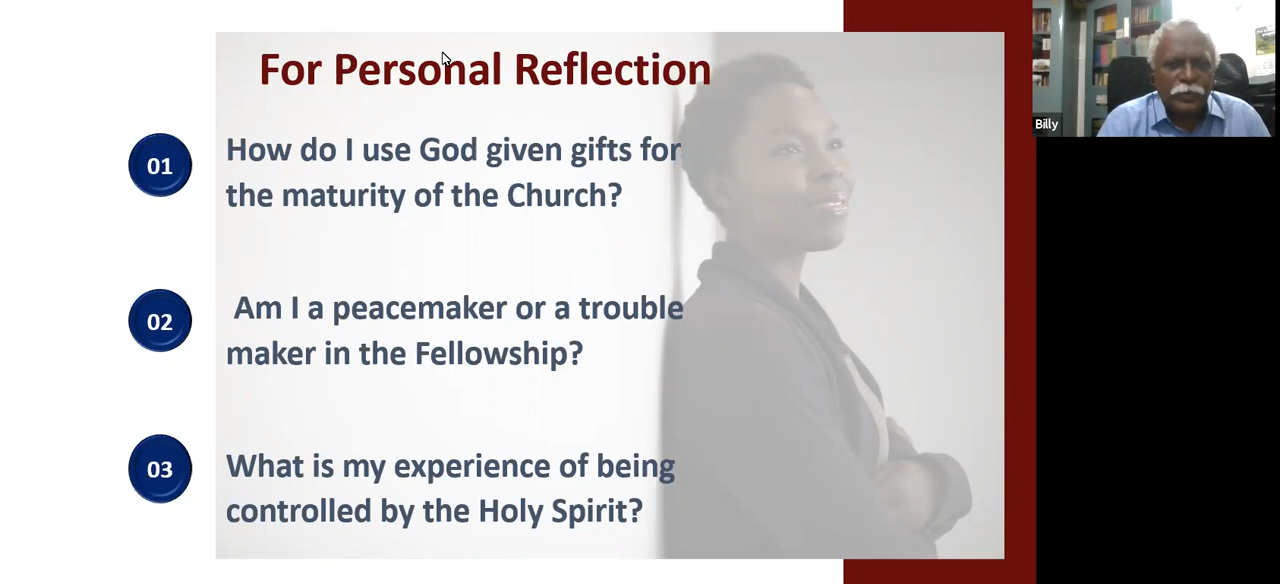 For Personal Reflection
01
How do I use God given gifts for
the maturity of the Church?
02
Am I a peacemaker or a trouble
maker in the Fellowship?
03
What is my experience of being
controlled by the Holy Spirit?
Billy